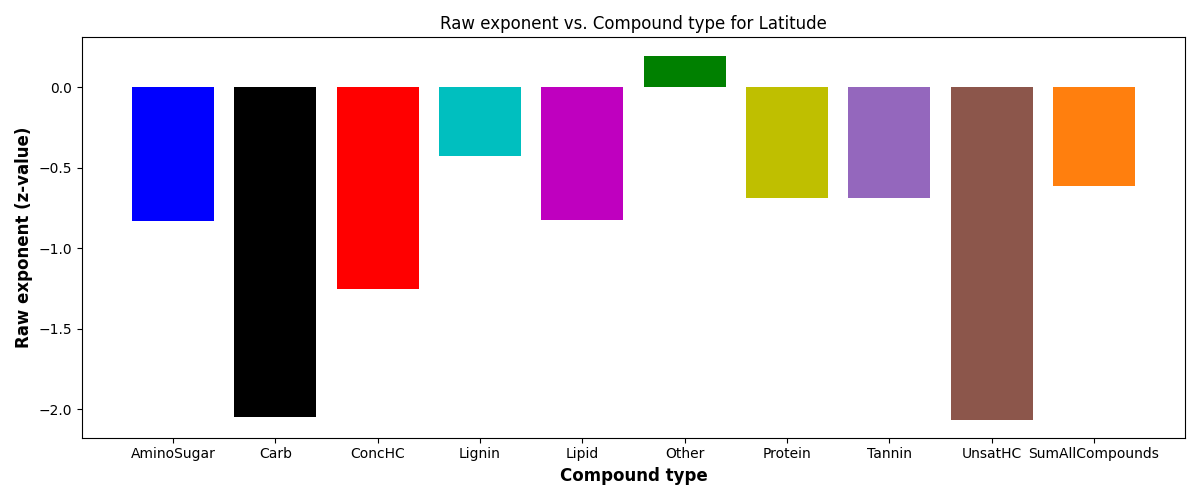 Raw exponent vs. Compound type for Latitude
Raw exponent (z-value)
0.0
−0.5
−1.0
−1.5
−2.0
AminoSugar Carb ConcHC Lignin Lipid Other Protein Tannin UnsatHC SumAllCompounds
Compound type